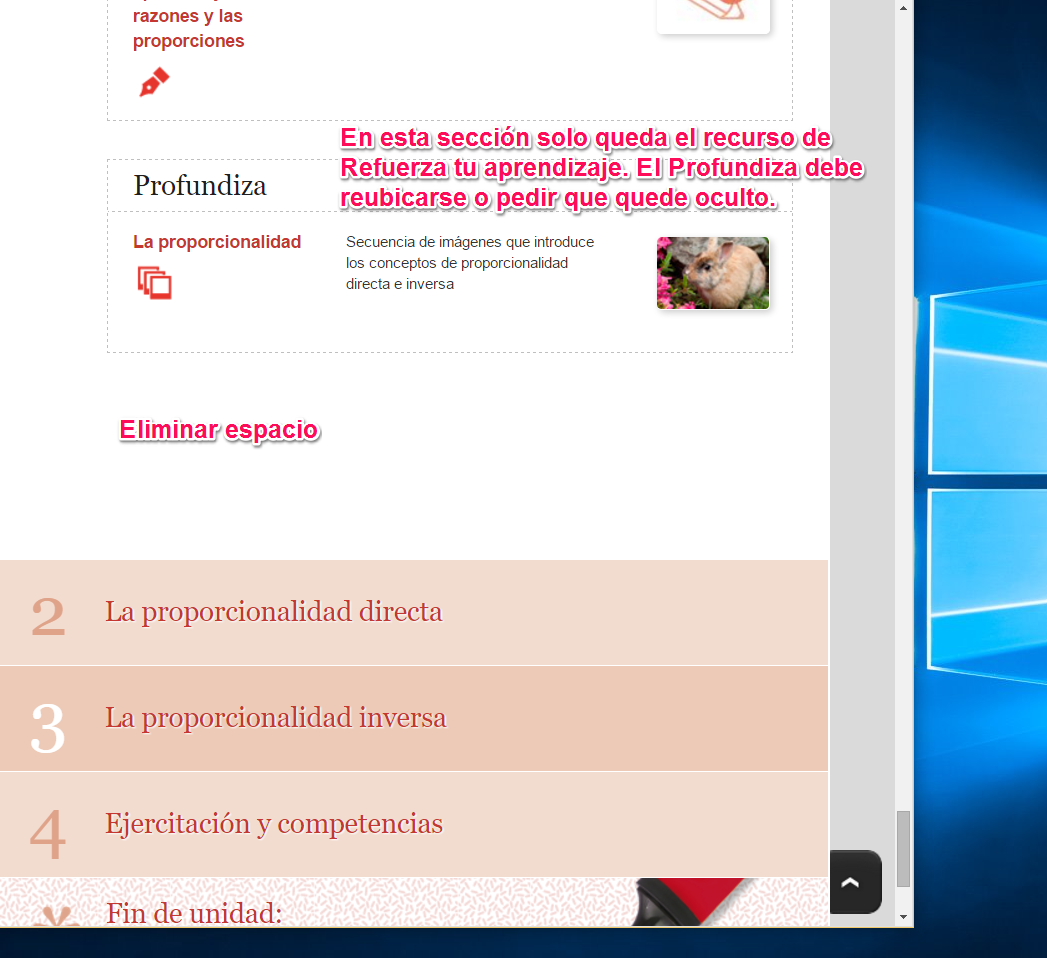 razones y las
proporciones
En esta sección solo queda el recurso de
Refuerza tu aprendizaje. El Profundiza debe
reubicarse o pedir que quede oculto.
Profundiza
La proporcionalidad
Secuencia de imágenes que introduce
los conceptos de proporcionalidad
directa e inversa
Eliminar espacio
2 La proporcionalidad directa
3 La proporcionalidad inversa
4 Ejercitación y competencias
Fin de unidad: